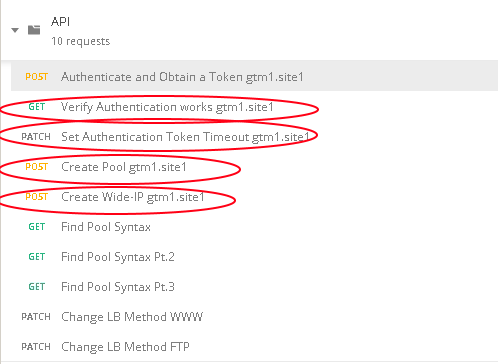 API
10 requests
POST Authenticate and Obtain a Token gtm1.site1
GET Verify Authentication works gtm1.site1
PATCH Set Authentication Token Timeout gtm1.site1
POST Create Pool gtm1.site1
POST Create Wide-IP gtm1.site1
GET Find Pool Syntax
GET Find Pool Syntax Pt.2
GET Find Pool Syntax Pt.3
PATCH Change LB Method WWW
PATCH Change LB Method FTP